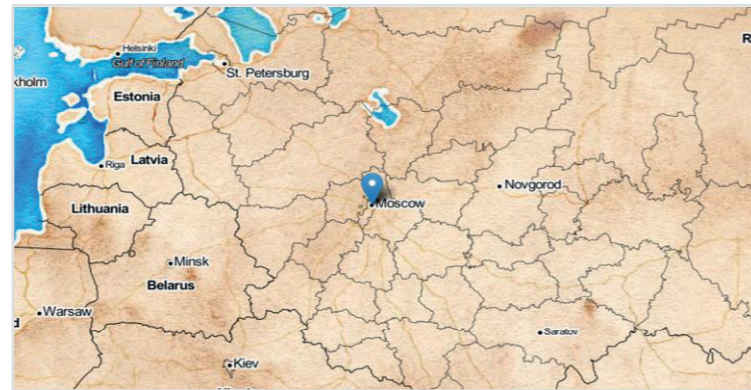 Helsinki
Gulf of Finland
St. Petersburg
kholm
Estonia
Riga
Latvia
Lithuania
Moscow
Novgorod
Minsk
Belarus
Warsaw
Saratov
Kiev
R
d